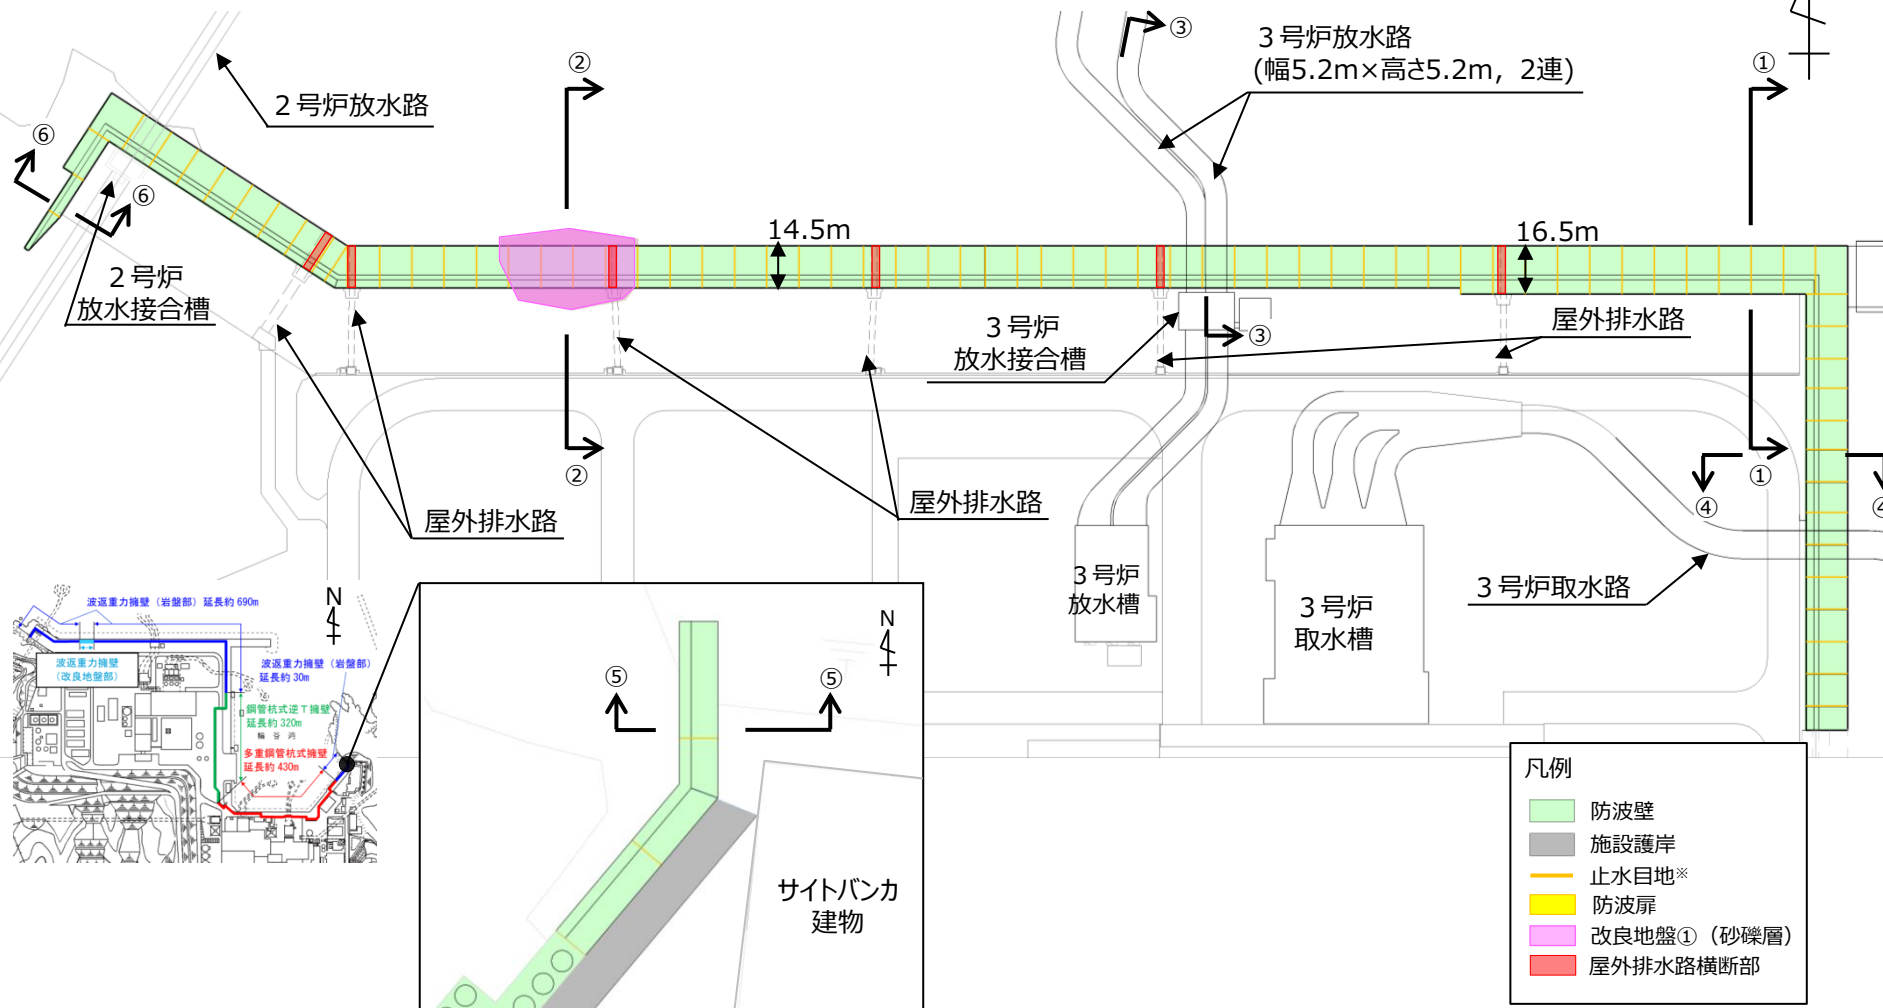 ③
３号炉放水路
(幅5.2m×高さ5.2m，2連)
②
①
２号炉放水路
⑥
⑥
14.5m
16.5m
２号炉
放水接合槽
３号炉
放水接合槽
③
屋外排水路
②
①
④
④
屋外排水路
屋外排水路
３号炉
放水槽
３号炉
取水槽
３号炉取水路
波返重力擁壁（岩盤部）延長約 690m
N
波返重力擁壁
（改良地盤部）
波返重力擁壁（岩盤部）
延長約 30m
鋼管杭式逆Ｔ擁壁
延長約 320m
輪谷湾
多重鋼管杭式擁壁
延長約 430m
N
⑤
⑤
サイトバンカ
建物
凡例
防波壁
施設護岸
止水目地※
防波扉
改良地盤①（砂礫層）
屋外排水路横断部